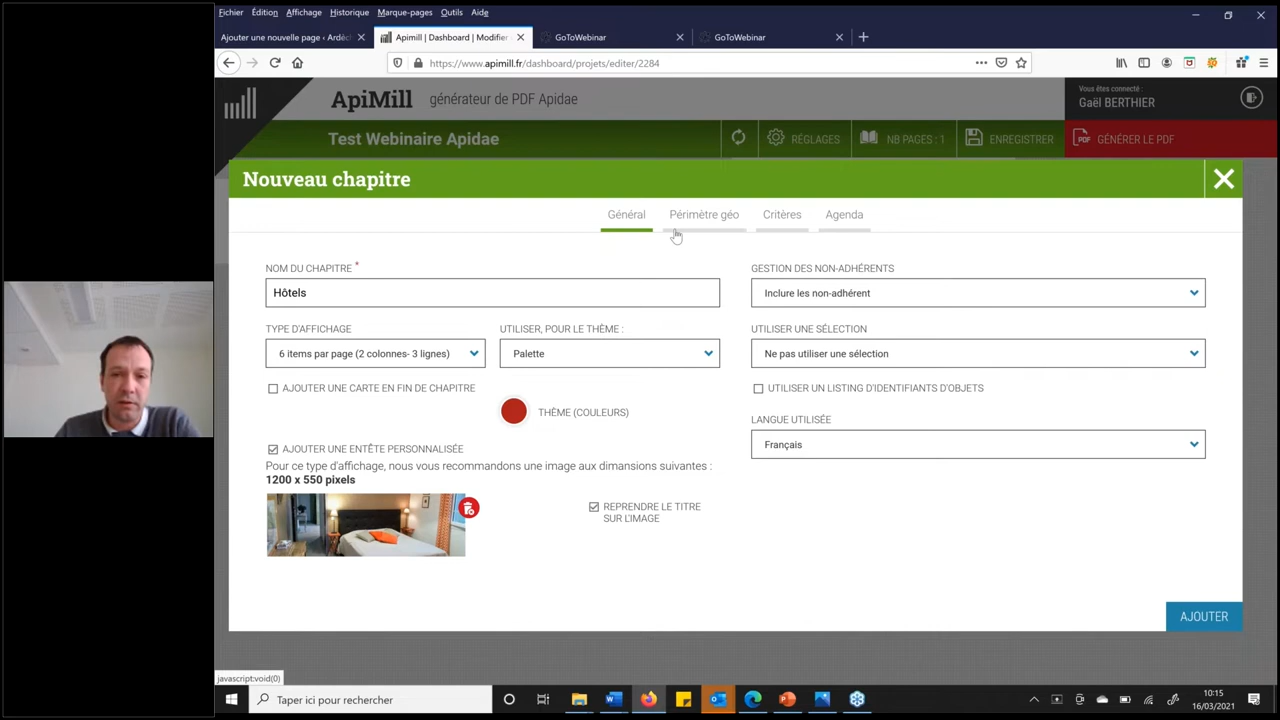 Fichier Édition Affichage Historique Marque-pages Outils Aide
Ajouter une nouvelle page ‹ Ardèc
Apimill | Dashboard | Modifier
GoToWebinar
GoToWebinar
https://www.apimill.fr/dashboard/projets/editer/2284
ApiMill générateur de PDF Apidae
Vous êtes connecté :
Gaël BERTHIER
Test Webinaire Apidae
RÉGLAGES
NB PAGES : 1
ENREGISTRER
PDF GÉNÉRER LE PDF
Nouveau chapitre
Général Périmètre géo Critères Agenda
NOM DU CHAPITRE *
Hôtels
GESTION DES NON-ADHÉRENTS
Inclure les non-adhérent
TYPE D'AFFICHAGE
6 items par page (2 colonnes- 3 lignes)
UTILISER, POUR LE THÈME :
Palette
UTILISER UNE SÉLECTION
Ne pas utiliser une sélection
AJOUTER UNE CARTE EN FIN DE CHAPITRE
THÈME (COULEURS)
UTILISER UN LISTING D'IDENTIFIANTS D'OBJETS
LANGUE UTILISÉE
Français
AJOUTER UNE ENTÊTE PERSONNALISÉE
Pour ce type d'affichage, nous vous recommandons une image aux dimansions suivantes :
1200 x 550 pixels
REPRENDRE LE TITRE
SUR L'IMAGE
AJOUTER
javascript:void(0)
Taper ici pour rechercher
10:15
16/03/2021